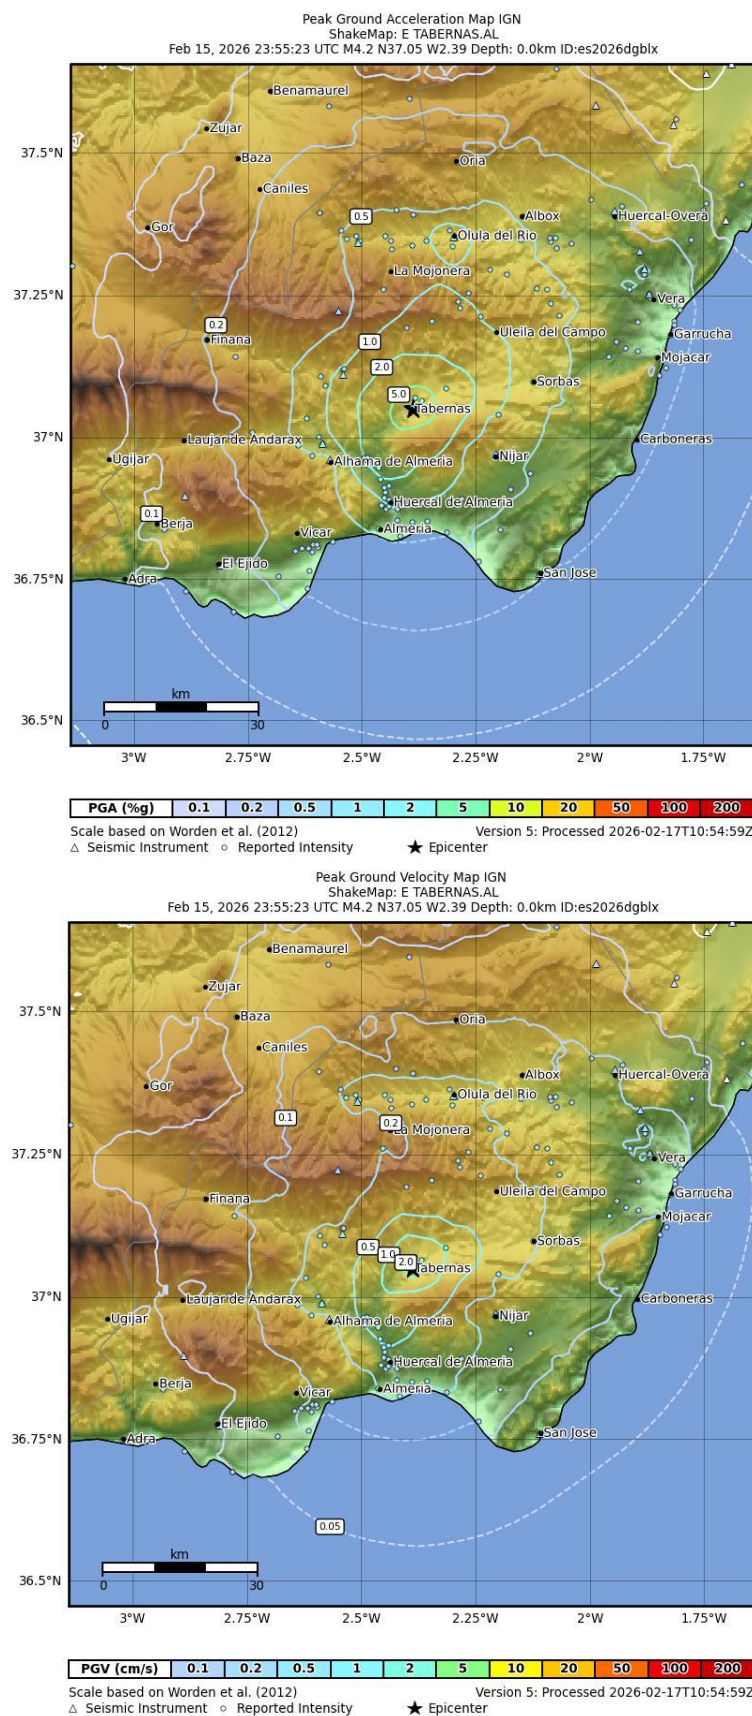 Peak Ground Acceleration Map IGN
ShakeMap: E TABERNAS.AL
Feb 15, 2026 23:55:23 UTC M4.2 N37.05 W2.39 Depth: 0.0km ID:es2026dgblx
Benamaurel
Zujar
37.5°N
Baza
Oria
Caniles
0.5
Albox
Huercal-Overa
Gor
Olula del Rio
La Mojonera
37.25°N
Vera
0.2
Finana
1.0
Uleila del Campo
Garrucha
Mojacar
2.0
Sorbas
5.0
Tabernas
37°N
Laujar de Andarax
Carboneras
Ugijar
Alhama de Almeria
Nijar
0.1
Berja
Huercal de Almeria
Vicar
Almeria
36.75°N
Adra
El Ejido
San Jose
km
0 30
36.5°N
3°W 2.75°W 2.5°W 2.25°W 2°W 1.75°W
PGA (%g) 0.1 0.2 0.5 1 2 5 10 20 50 100 200
Scale based on Worden et al. (2012) Version 5: Processed 2026-02-17T10:54:59Z
△ Seismic Instrument ○ Reported Intensity ★ Epicenter
Peak Ground Velocity Map IGN
ShakeMap: E TABERNAS.AL
Feb 15, 2026 23:55:23 UTC M4.2 N37.05 W2.39 Depth: 0.0km ID:es2026dgblx
Benamaurel
Zujar
37.5°N
Baza
Oria
Caniles
Albox
Huercal-Overa
Gor
Olula del Rio
0.1
0.2
La Mojonera
37.25°N
Vera
Finana
Uleila del Campo
Garrucha
Mojacar
0.5
1.0
2.0
Sorbas
Tabernas
37°N
Laujar de Andarax
Carboneras
Ugijar
Alhama de Almeria
Nijar
Berja
Huercal de Almeria
Vicar
Almeria
36.75°N
Adra
El Ejido
San Jose
0.05
km
0 30
36.5°N
3°W 2.75°W 2.5°W 2.25°W 2°W 1.75°W
PGV (cm/s) 0.1 0.2 0.5 1 2 5 10 20 50 100 200
Scale based on Worden et al. (2012) Version 5: Processed 2026-02-17T10:54:59Z
△ Seismic Instrument ○ Reported Intensity ★ Epicenter